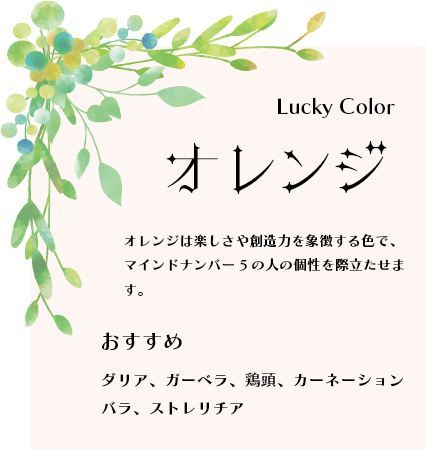 Lucky Color
オレンジ
オレンジは楽しさや創造力を象徴する色で、
マインドナンバー５の人の個性を際立たせま
す。
おすすめ
ダリア、ガーベラ、鶏頭、カーネーション
バラ、ストレリチア